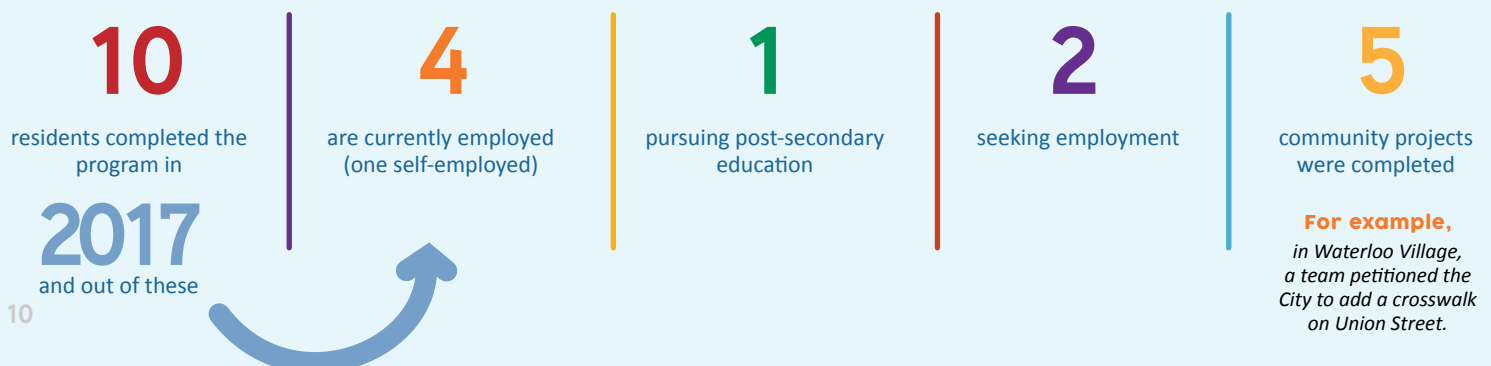 10
residents completed the
program in
2017
and out of these
4
are currently employed
(one self-employed)
1
pursuing post-secondary
education
2
seeking employment
5
community projects
were completed
For example,
in Waterloo Village,
a team petitioned the
City to add a crosswalk
on Union Street.
10